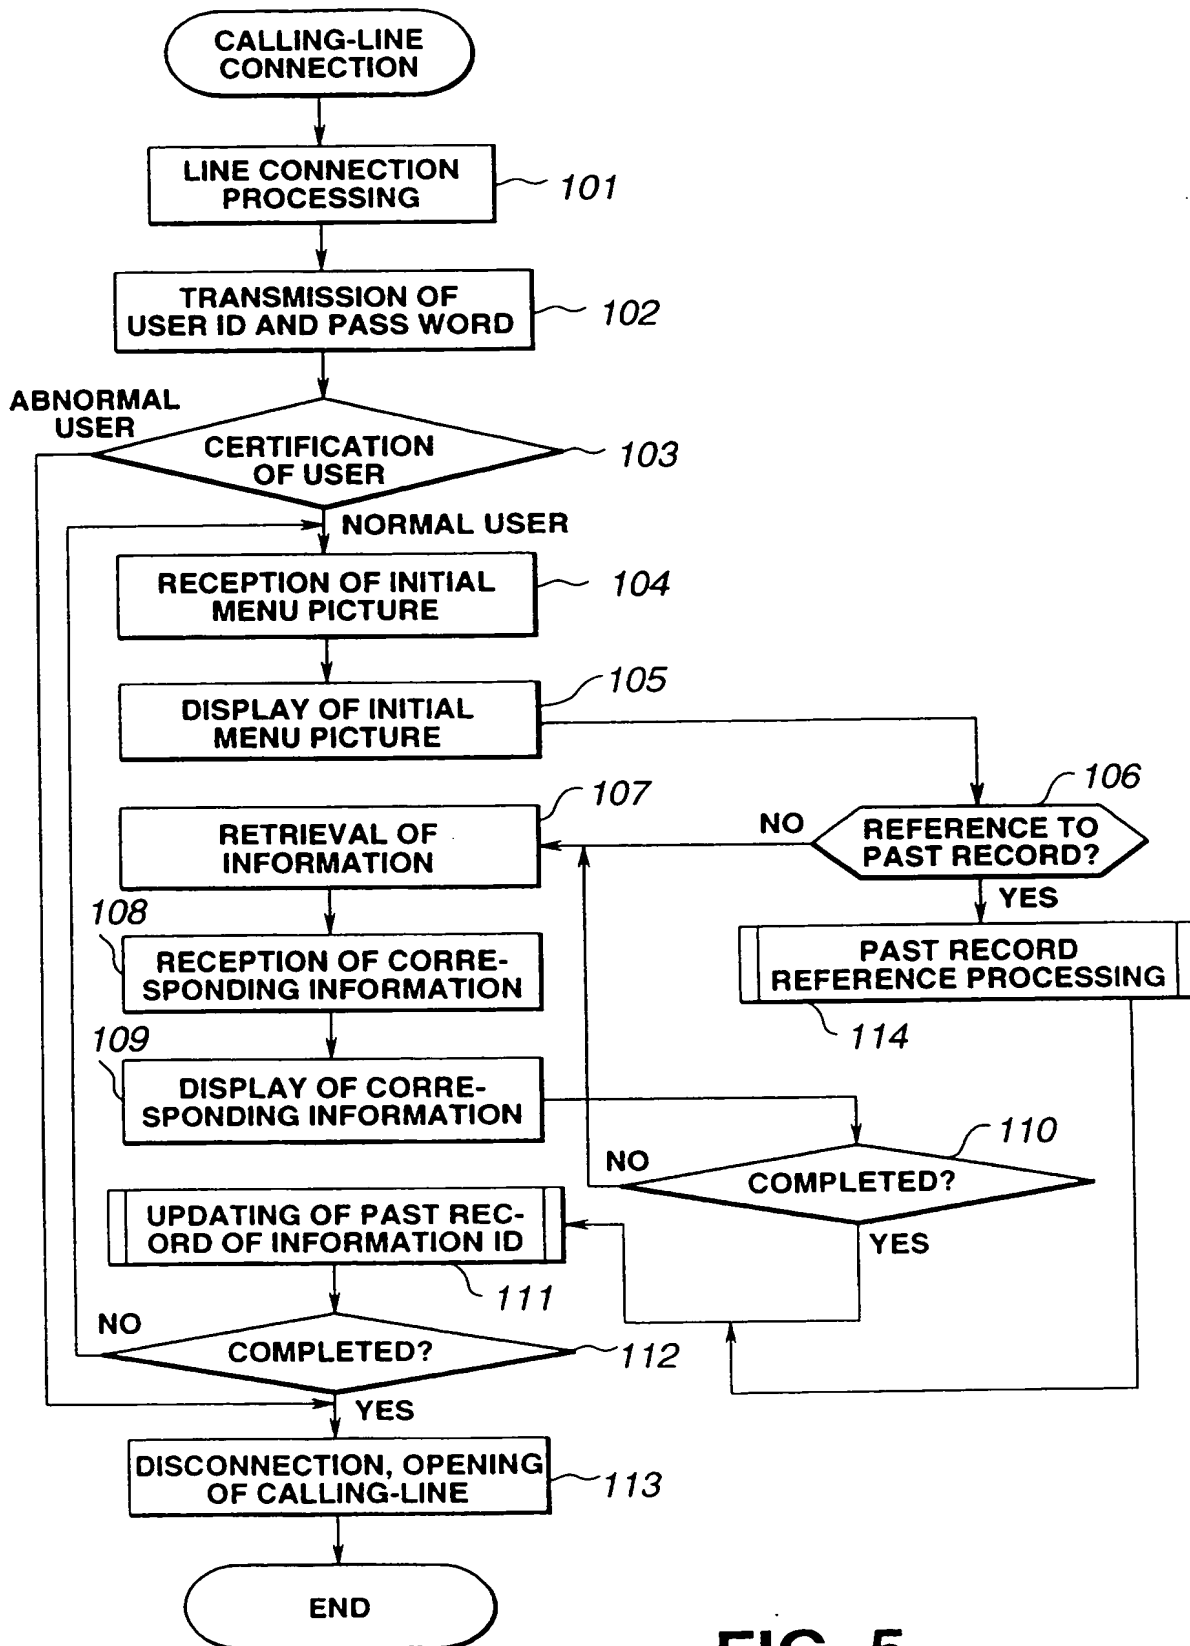 CALLING-LINE
CONNECTION
LINE CONNECTION
PROCESSING
101
TRANSMISSION OF
USER ID AND PASS WORD
102
ABNORMAL
USER
CERTIFICATION
OF USER
103
NORMAL USER
RECEPTION OF INITIAL
MENU PICTURE
104
DISPLAY OF INITIAL
MENU PICTURE
105
106
REFERENCE TO
PAST RECORD?
NO
YES
107
RETRIEVAL OF
INFORMATION
PAST RECORD
REFERENCE PROCESSING
114
108
RECEPTION OF CORRE-
SPONDING INFORMATION
109
DISPLAY OF CORRE-
SPONDING INFORMATION
110
NO
COMPLETED?
YES
UPDATING OF PAST REC-
ORD OF INFORMATION ID
111
NO
COMPLETED?
112
YES
DISCONNECTION, OPENING
OF CALLING-LINE
113
END
FIG. 5